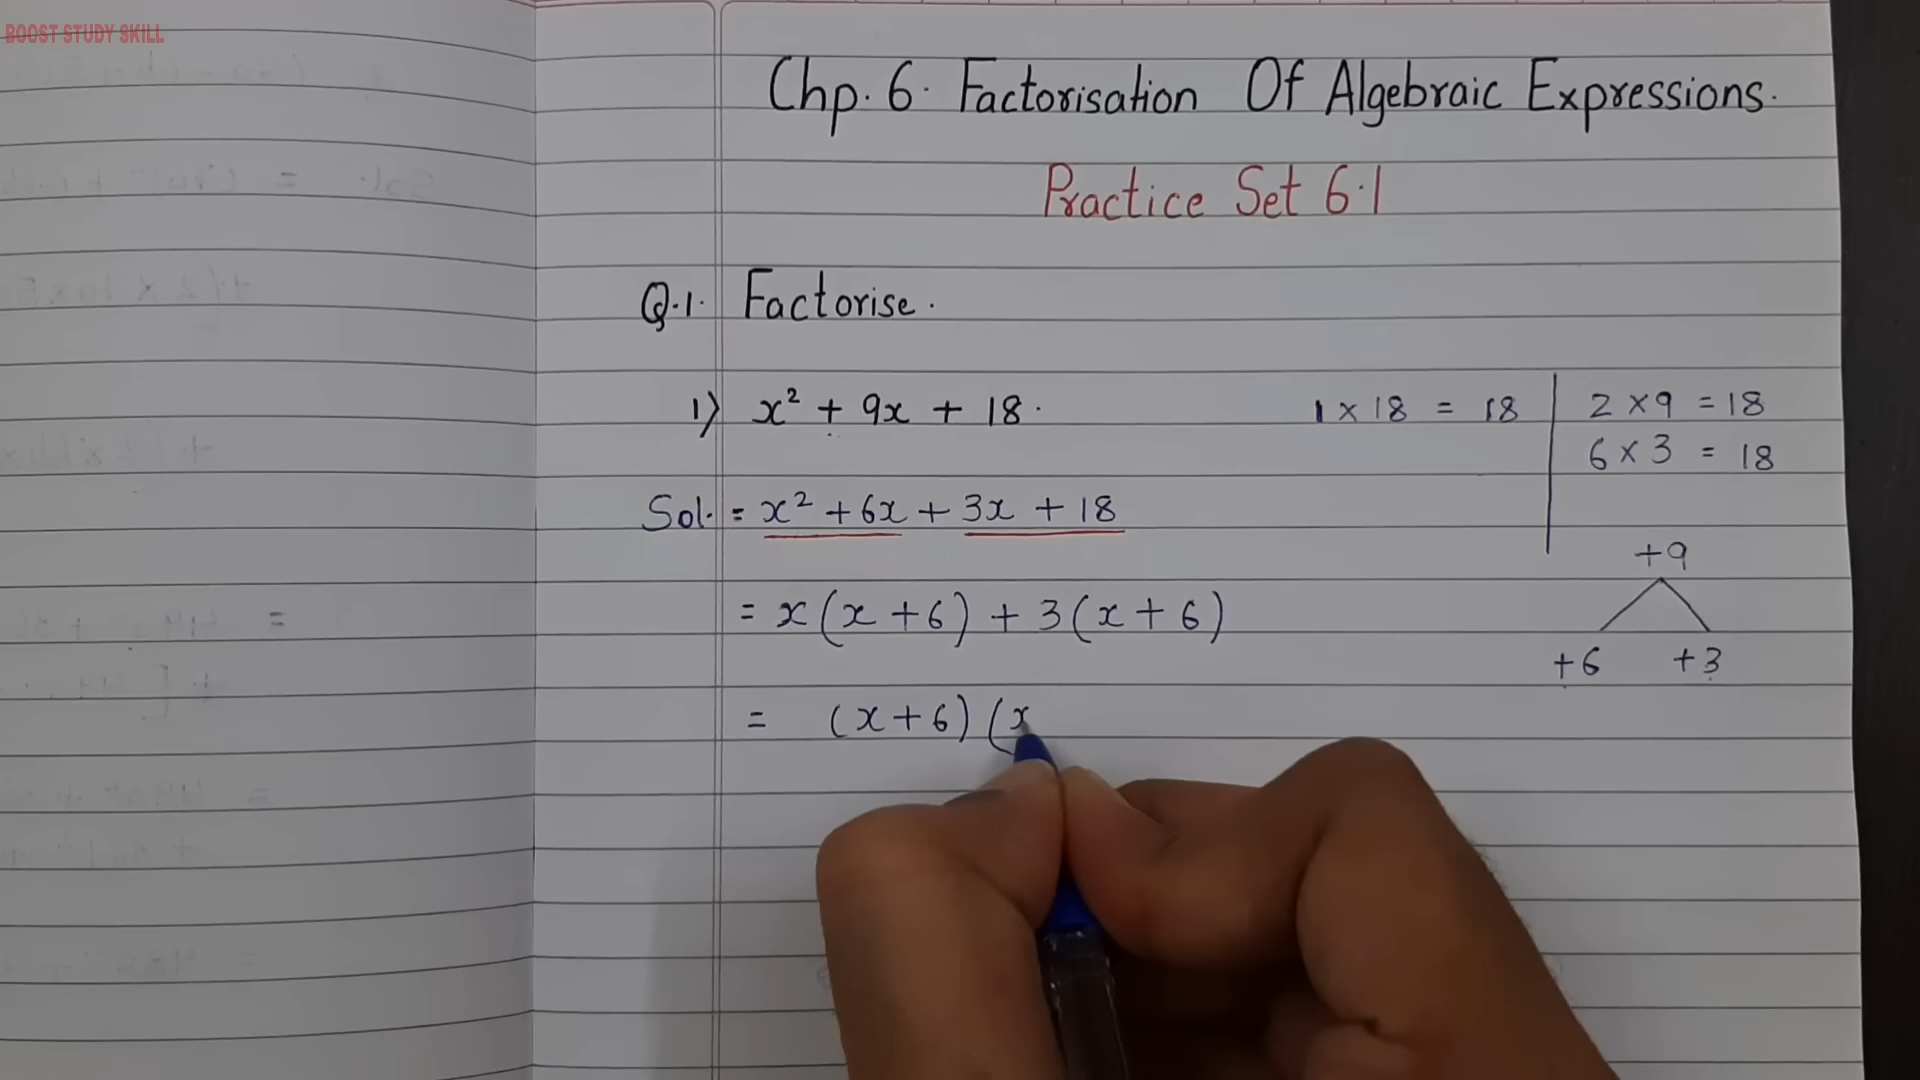 BOOST STUDY SKILL
Chp. 6. Factorisation Of Algebraic Expressions.
Practice Set 6.1
Q.1. Factorise.
1) x² + 9x + 18.
1 x 18 = 18
2 x 9 = 18
6 x 3 = 18
Sol. = x² + 6x + 3x + 18
+9
= x(x + 6) + 3(x + 6)
+6 +3
= (x + 6) (x